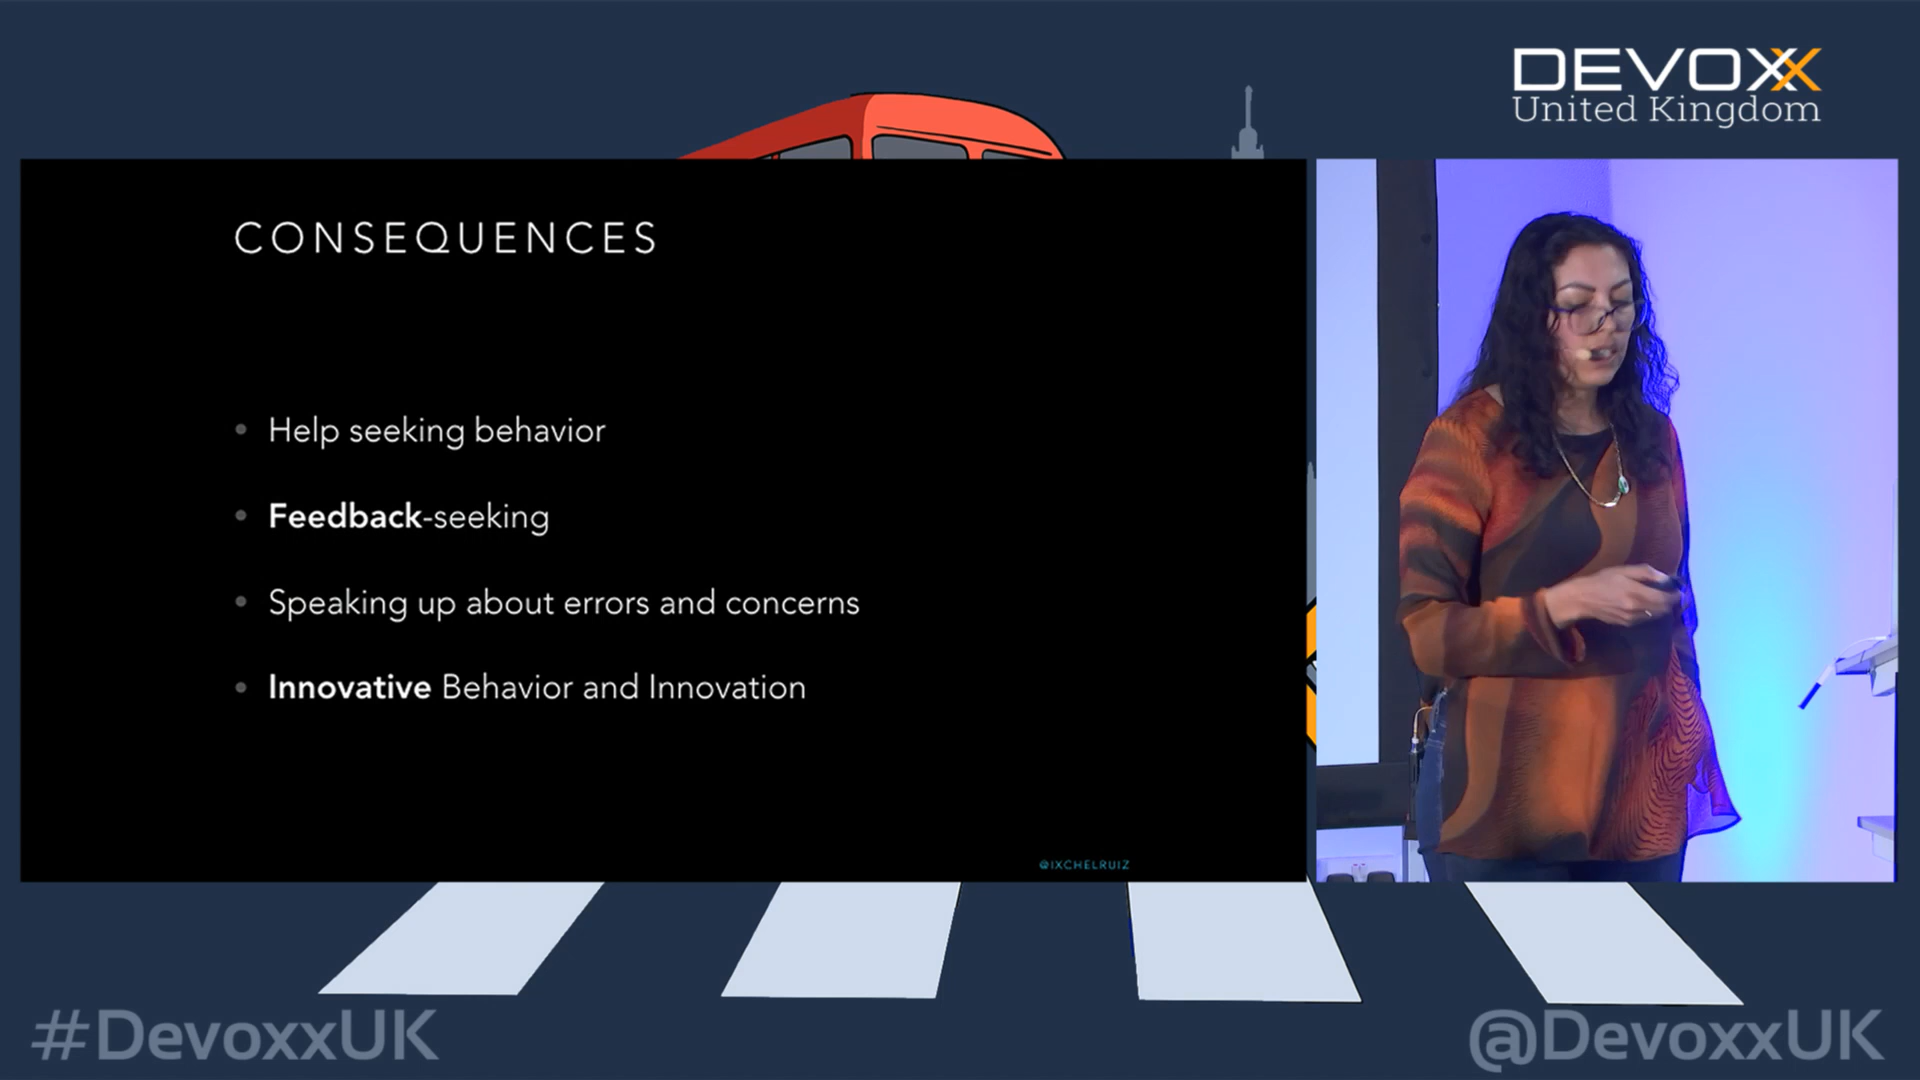 DEVOXX
United Kingdom
CONSEQUENCES
• Help seeking behavior
• Feedback-seeking
• Speaking up about errors and concerns
• Innovative Behavior and Innovation
@IXCHELRUIZ
#DevoxxUK
@DevoxxUK